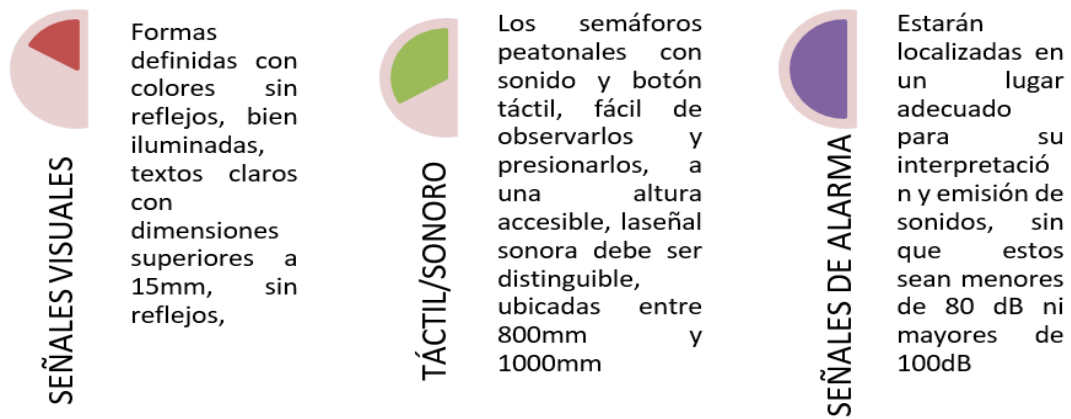 SEÑALES VISUALES
Formas
definidas con
colores sin
reflejos, bien
iluminadas,
textos claros
con
dimensiones
superiores a
15mm, sin
reflejos,
TÁCTIL/SONORO
Los semáforos
peatonales con
sonido y botón
táctil, fácil de
observarlos y
presionarlos, a
una altura
accesible, laseñal
sonora debe ser
distinguible,
ubicadas entre
800mm y
1000mm
SEÑALES DE ALARMA
Estarán
localizadas en
un lugar
adecuado
para su
interpretació
n y emisión de
sonidos, sin
que estos
sean menores
de 80 dB ni
mayores de
100dB